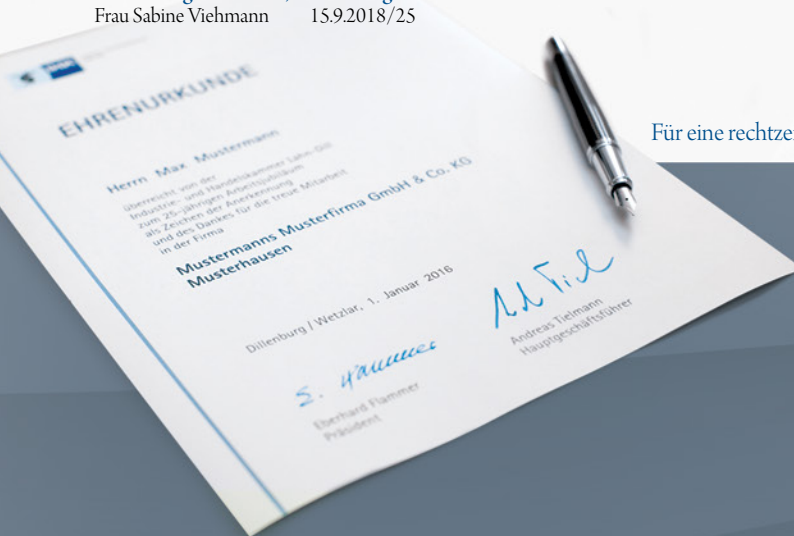 Frau Sabine Viehmann 15.9.2018/25
Für eine
EHRENURKUNDE
Herrn Max Mustermann
überreicht von der
Industrie- und Handelskammer Lahn-Dill
zum 25-jährigen Arbeitsjubiläum
als Zeichen der Anerkennung
und des Dankes für die treue Mitarbeit
in der Firma
Mustermanns Musterfirma GmbH & Co. KG
Musterhausen
Dillenburg / Wetzlar, 1. Januar 2016
Eberhard Flammer
Präsident
Andreas Tielmann
Hauptgeschäftsführer